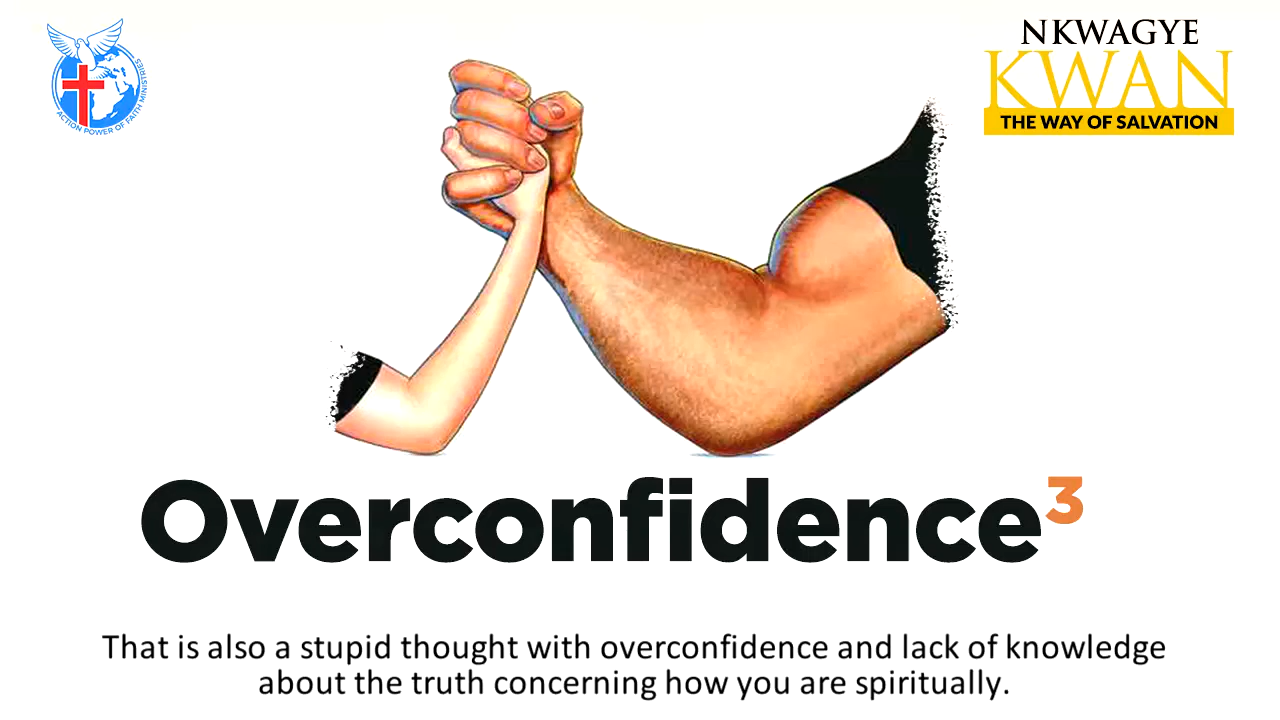 ACTION POWER OF FAITH MINISTRIES
NKWAGYE
KWAN
THE WAY OF SALVATION
Overconfidence³
That is also a stupid thought with overconfidence and lack of knowledge
about the truth concerning how you are spiritually.